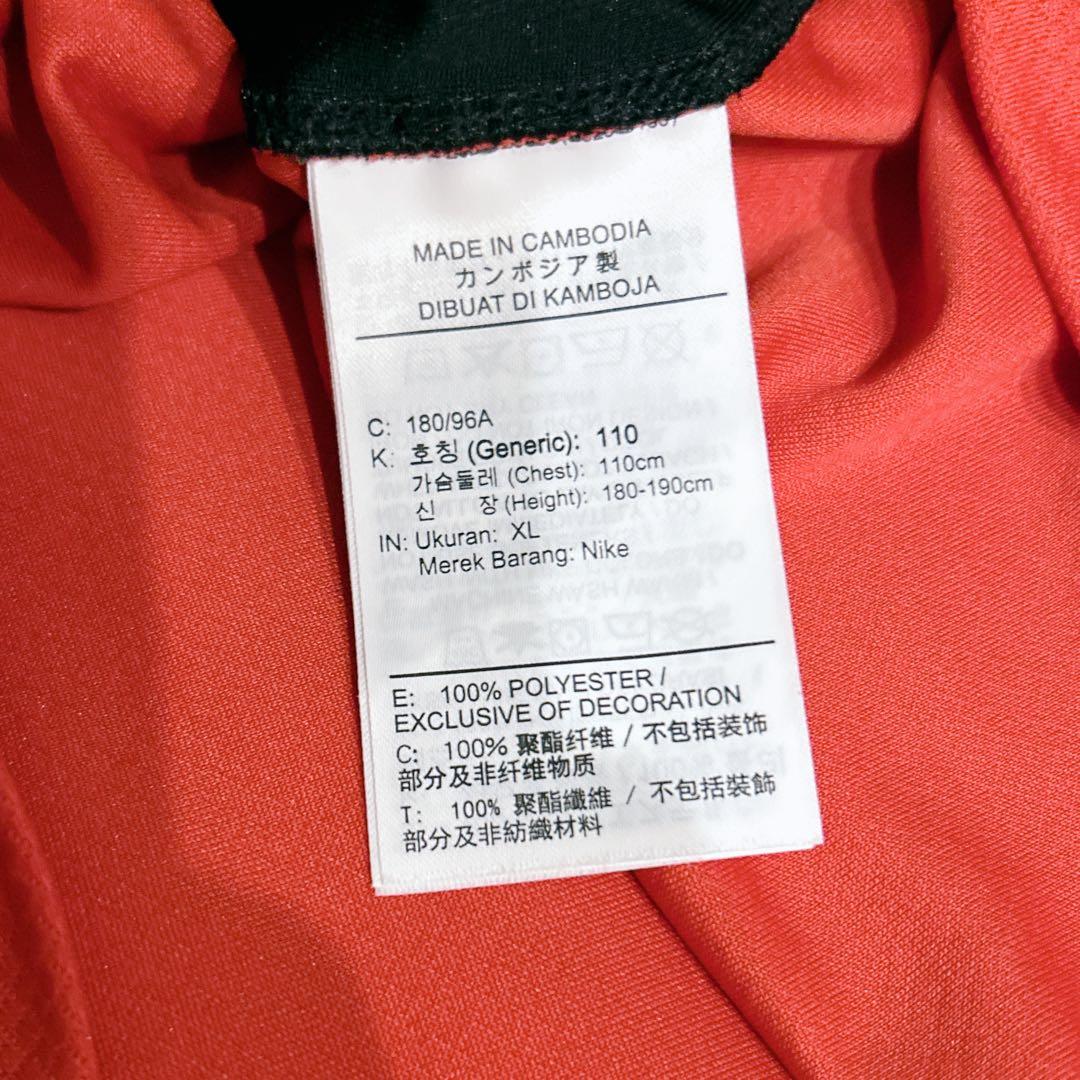 MADE IN CAMBODIA
カンボジア製
DIBUAT DI KAMBOJA
C: 180/96A
K: 호칭 (Generic): 110
가슴둘레 (Chest): 110cm
신 장 (Height): 180-190cm
IN: Ukuran: XL
Merek Barang: Nike
E: 100% POLYESTER /
EXCLUSIVE OF DECORATION
C: 100% 聚酯纤维 / 不包括装饰
部分及非纤维物质
T: 100% 聚酯纖維 / 不包括裝飾
部分及非紡織材料